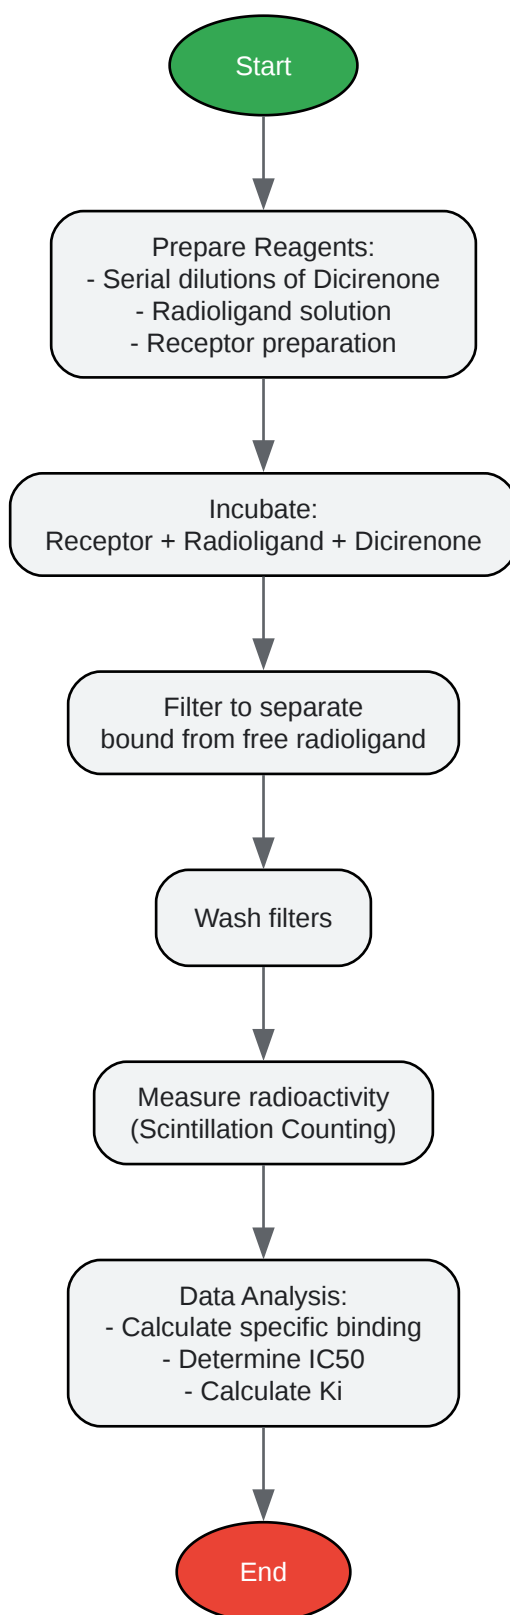 Start
Prepare Reagents:
- Serial dilutions of Dicirenone
- Radioligand solution
- Receptor preparation
Incubate:
Receptor + Radioligand + Dicirenone
Filter to separate
bound from free radioligand
Wash filters
Measure radioactivity
(Scintillation Counting)
Data Analysis:
- Calculate specific binding
- Determine IC50
- Calculate Ki
End